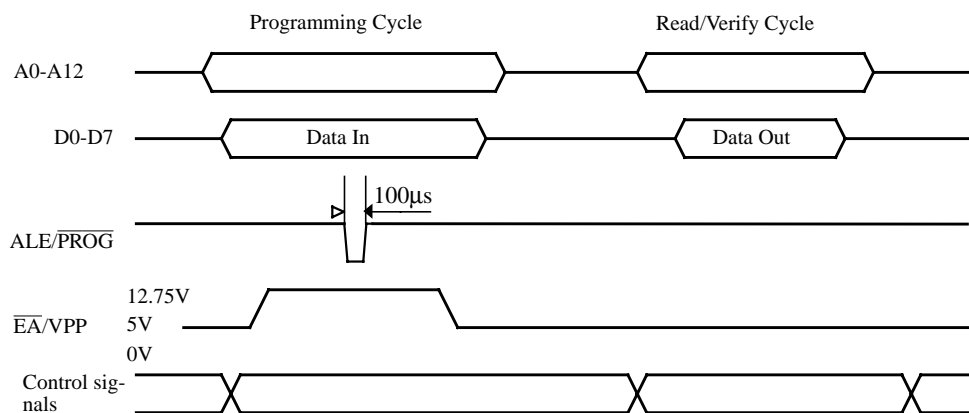 Programming Cycle
Read/Verify Cycle
A0-A12
D0-D7
Data In
Data Out
100μs
ALE/PROG
12.75V
EA/VPP
5V
0V
Control sig-
nals